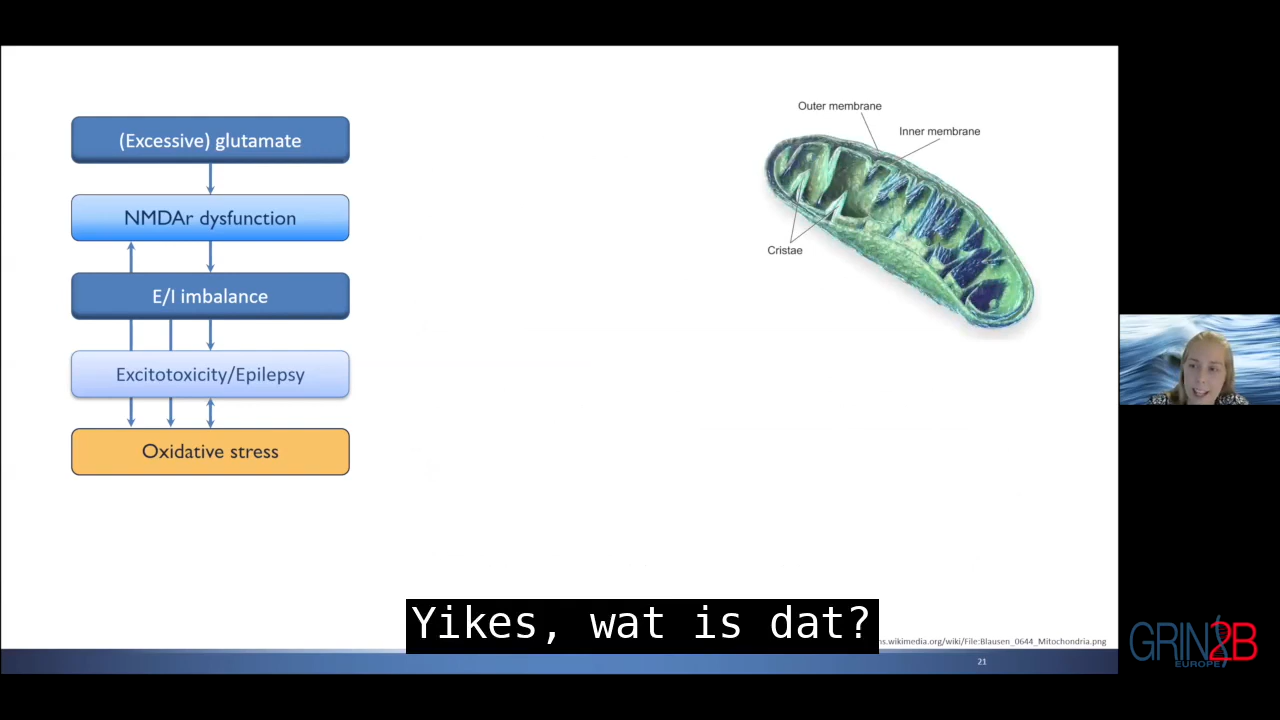 (Excessive) glutamate
NMDAr dysfunction
E/I imbalance
Excitotoxicity/Epilepsy
Oxidative stress
Outer membrane
Inner membrane
Cristae
Yikes, wat is dat?
ns.wikimedia.org/wiki/File:Blausen_0644_Mitochondria.png
21
GRIN2B
EUROPE